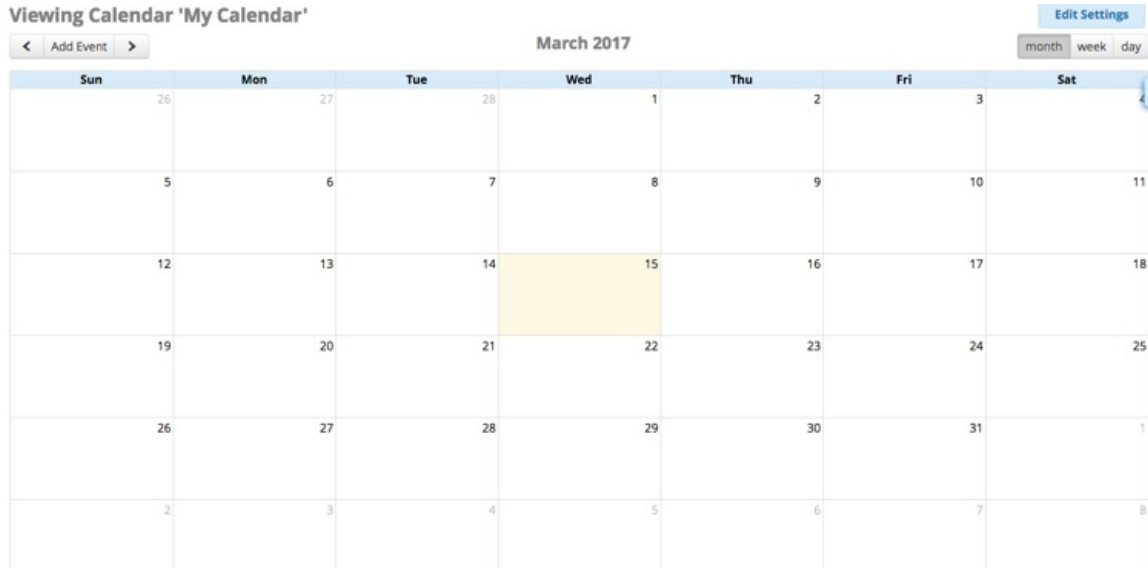 Viewing Calendar 'My Calendar' Edit Settings
Add Event March 2017 month week day
Sun Mon Tue Wed Thu Fri Sat
26 27 28 1 2 3 4
5 6 7 8 9 10 11
12 13 14 15 16 17 18
19 20 21 22 23 24 25
26 27 28 29 30 31 1
2 3 4 5 6 7 8